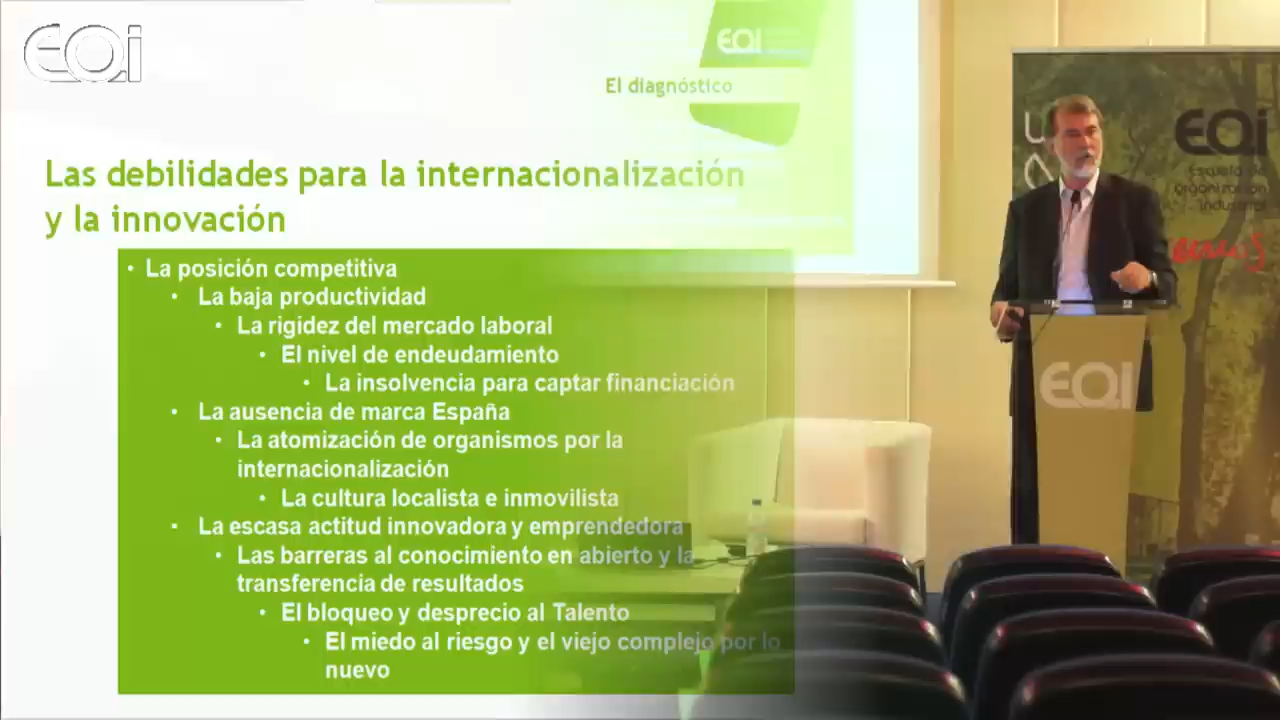 EOi
EOI
El diagnóstico
Las debilidades para la internacionalización
y la innovación
• La posición competitiva
• La baja productividad
• La rigidez del mercado laboral
• El nivel de endeudamiento
• La insolvencia para captar financiación
• La ausencia de marca España
• La atomización de organismos por la
internacionalización
• La cultura localista e inmovilista
• La escasa actitud innovadora y emprendedora
• Las barreras al conocimiento en abierto y la
transferencia de resultados
• El bloqueo y desprecio al Talento
• El miedo al riesgo y el viejo complejo por lo
nuevo
EOi
Escuela de
organización
industrial
EOI